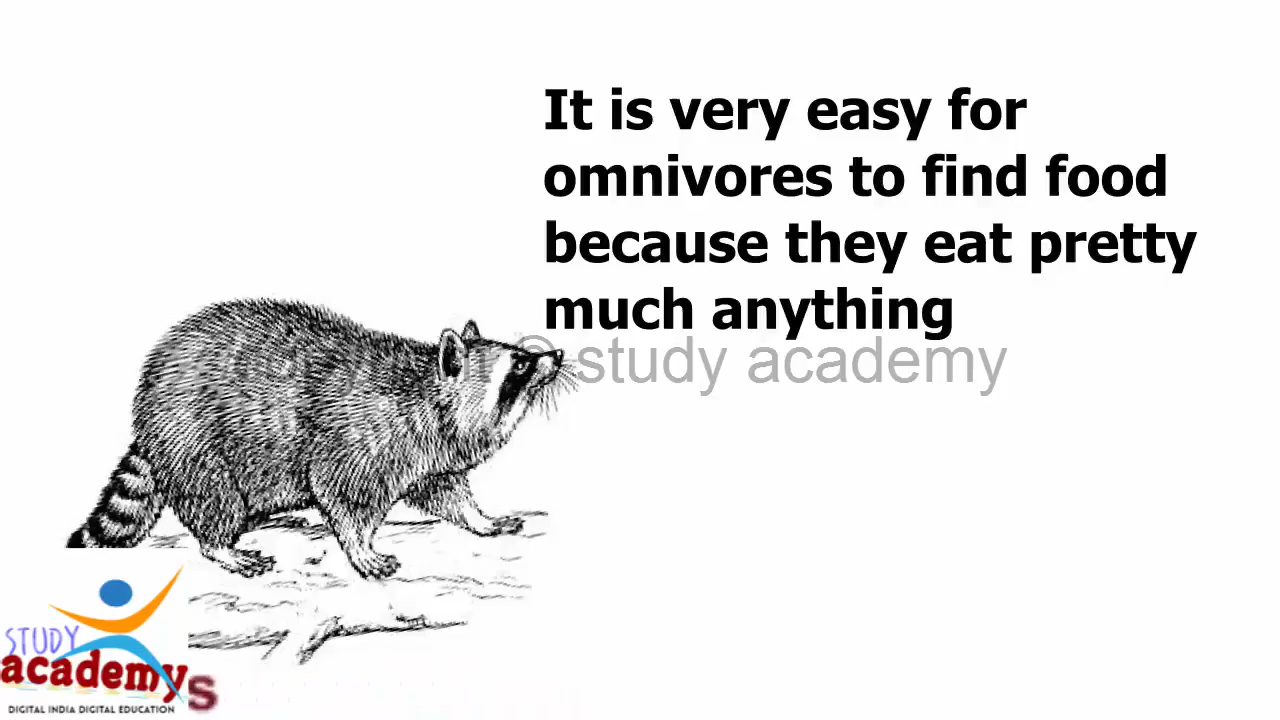 It is very easy for
omnivores to find food
because they eat pretty
much anything
copyright © study academy
STUDY
academy
s
DIGITAL INDIA DIGITAL EDUCATION